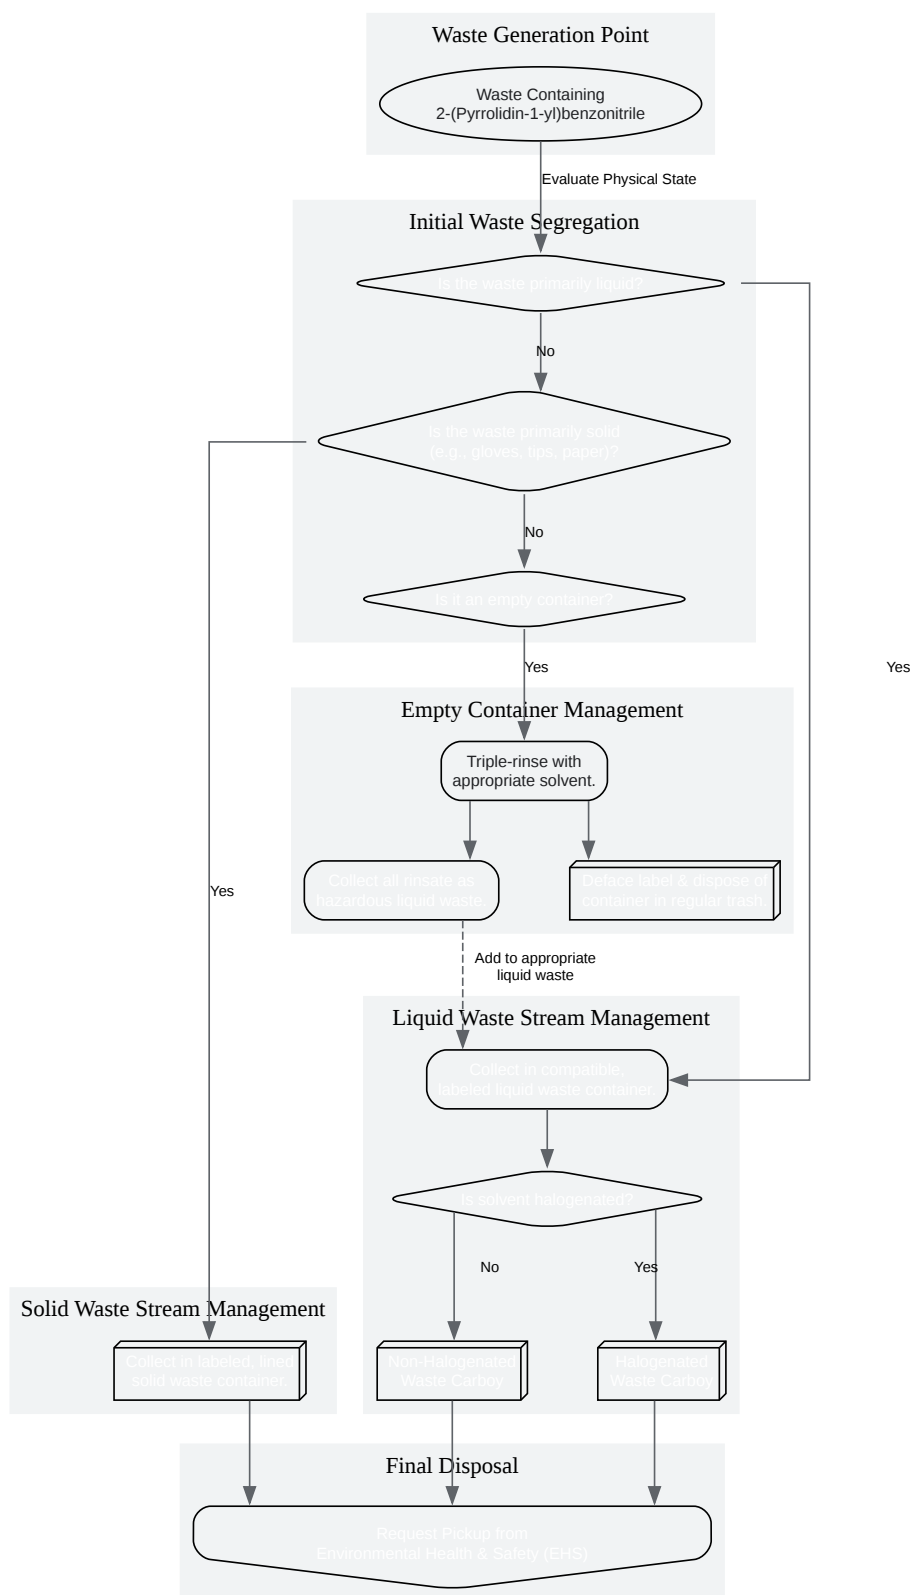 Waste Generation Point
Waste Containing
2-(Pyrrolidin-1-yl)benzonitrile
Evaluate Physical State
Initial Waste Segregation
Is the waste primarily liquid?
No
Is the waste primarily solid
(e.g., gloves, tips, paper)?
No
Is it an empty container?
Yes
Yes
Empty Container Management
Triple-rinse with
appropriate solvent.
Collect all rinsate as
hazardous liquid waste.
Deface label & dispose of
container in regular trash.
Yes
Add to appropriate
liquid waste
Liquid Waste Stream Management
Collect in compatible,
labeled liquid waste container.
Is solvent halogenated?
No
Yes
Solid Waste Stream Management
Collect in labeled, lined
solid waste container.
Non-Halogenated
Waste Carboy
Halogenated
Waste Carboy
Final Disposal
Request Pickup from
Environmental Health & Safety (EHS)